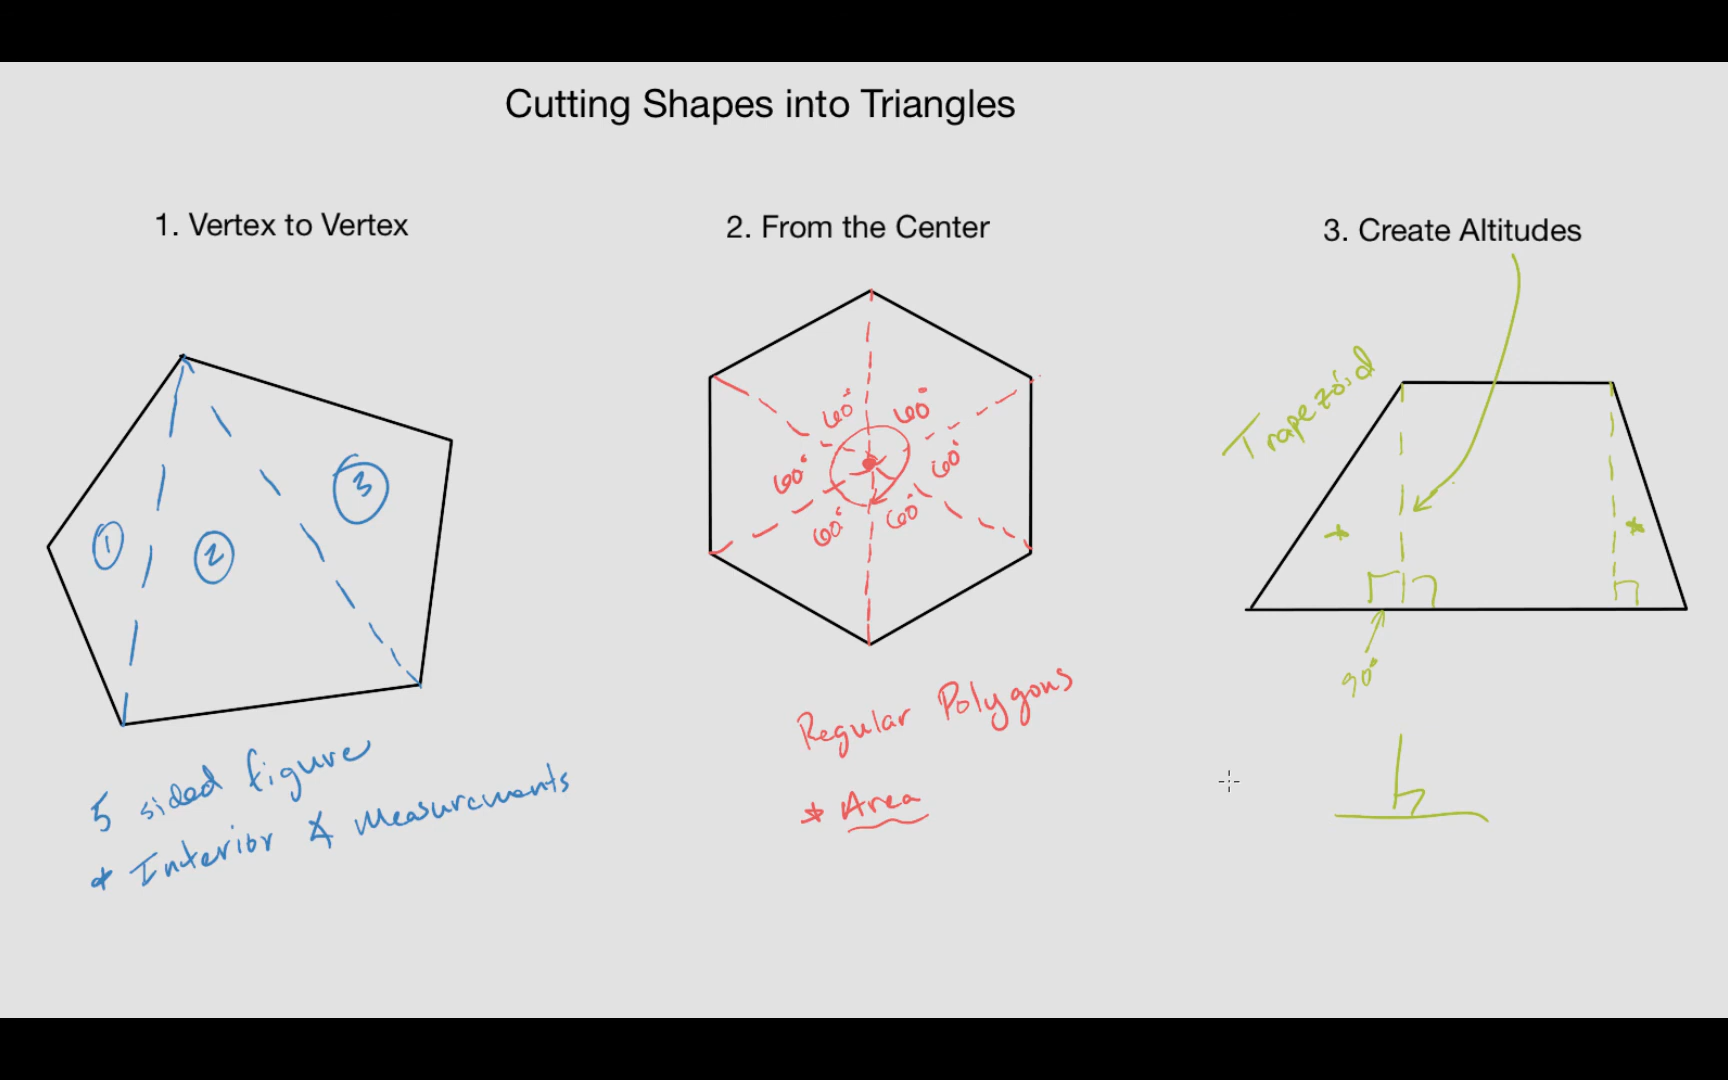 Cutting Shapes into Triangles
1. Vertex to Vertex
1
2
3
5 sided figure
* Interior ∡ Measurements
2. From the Center
60°
60°
60°
60°
60°
60°
Regular Polygons
* Area
3. Create Altitudes
Trapezoid
*
*
90°